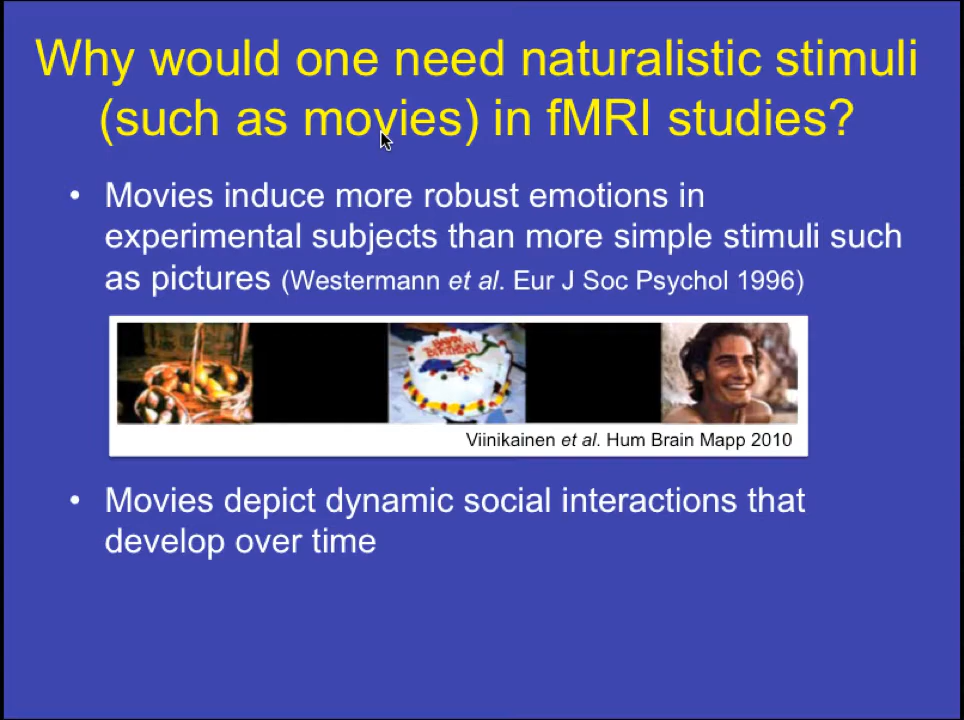 Why would one need naturalistic stimuli
(such as movies) in fMRI studies?
• Movies induce more robust emotions in
experimental subjects than more simple stimuli such
as pictures (Westermann et al. Eur J Soc Psychol 1996)
HAPPY
BIRTHDAY
Viinikainen et al. Hum Brain Mapp 2010
• Movies depict dynamic social interactions that
develop over time